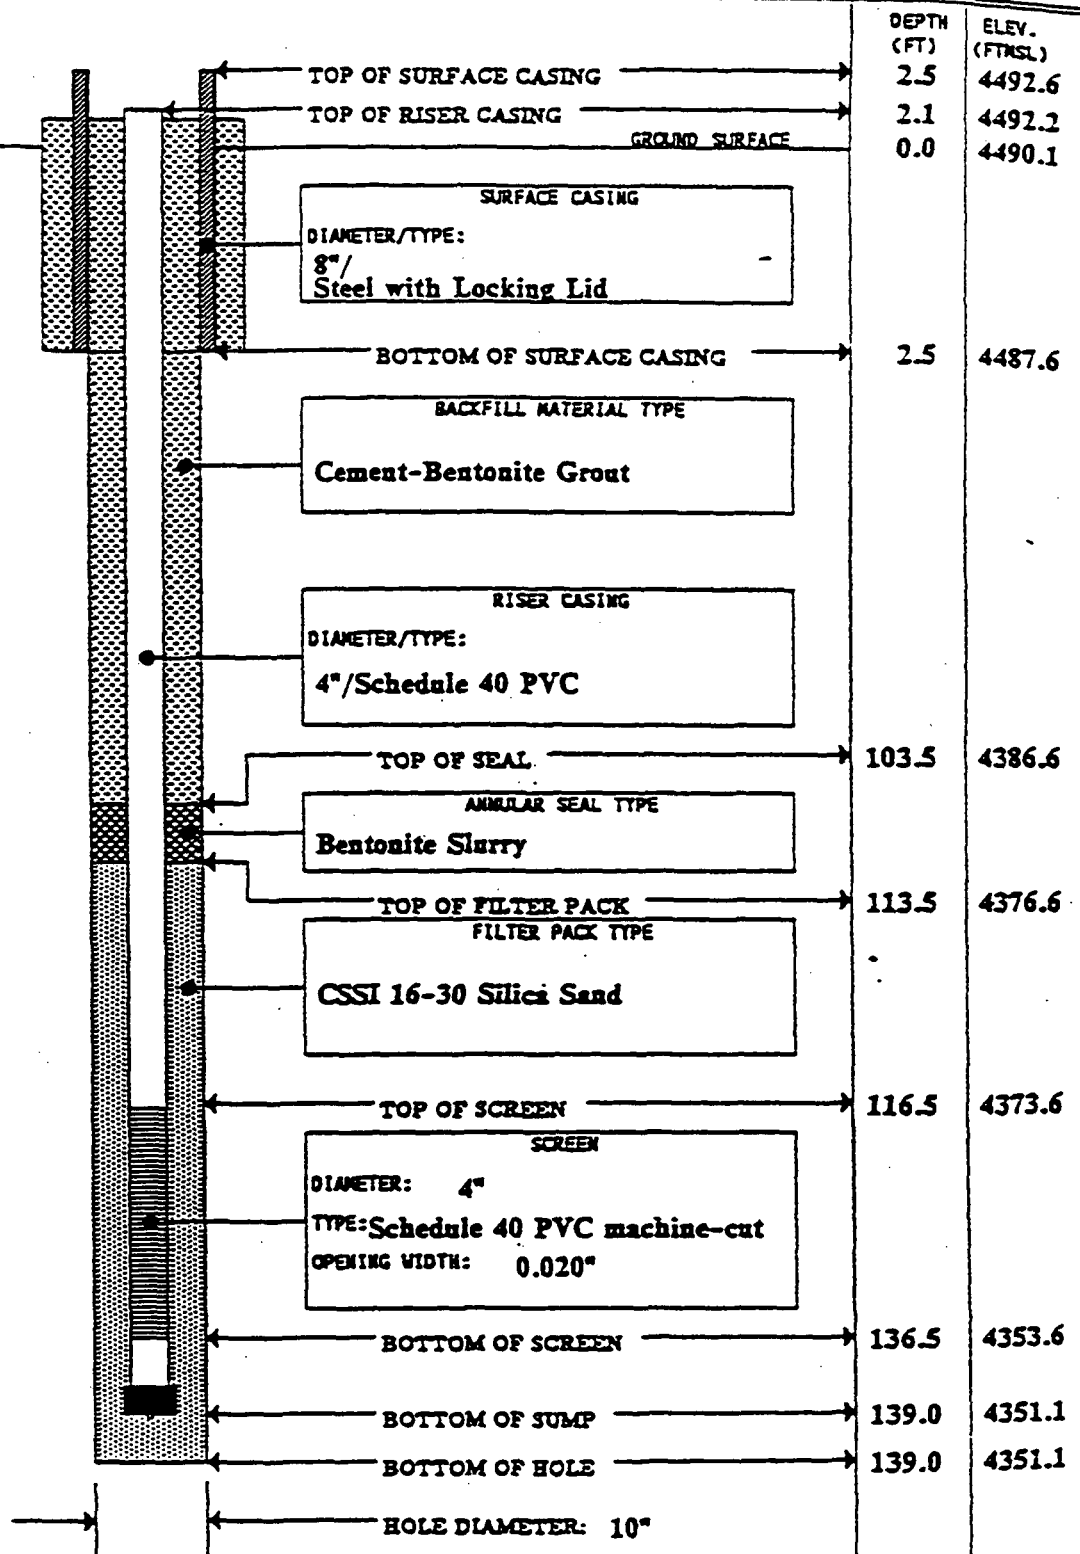 DEPTH ELEV.
(FT) (FTMSL)
TOP OF SURFACE CASING 2.5 4492.6
TOP OF RISER CASING 2.1 4492.2
GROUND SURFACE 0.0 4490.1
SURFACE CASING
DIAMETER/TYPE:
8"/
Steel with Locking Lid
BOTTOM OF SURFACE CASING 2.5 4487.6
BACKFILL MATERIAL TYPE
Cement-Bentonite Grout
RISER CASING
DIAMETER/TYPE:
4"/Schedule 40 PVC
TOP OF SEAL 103.5 4386.6
ANNULAR SEAL TYPE
Bentonite Slurry
TOP OF FILTER PACK 113.5 4376.6
FILTER PACK TYPE
CSSI 16-30 Silica Sand
TOP OF SCREEN 116.5 4373.6
SCREEN
DIAMETER: 4"
TYPE: Schedule 40 PVC machine-cut
OPENING WIDTH: 0.020"
BOTTOM OF SCREEN 136.5 4353.6
BOTTOM OF SUMP 139.0 4351.1
BOTTOM OF HOLE 139.0 4351.1
HOLE DIAMETER: 10"